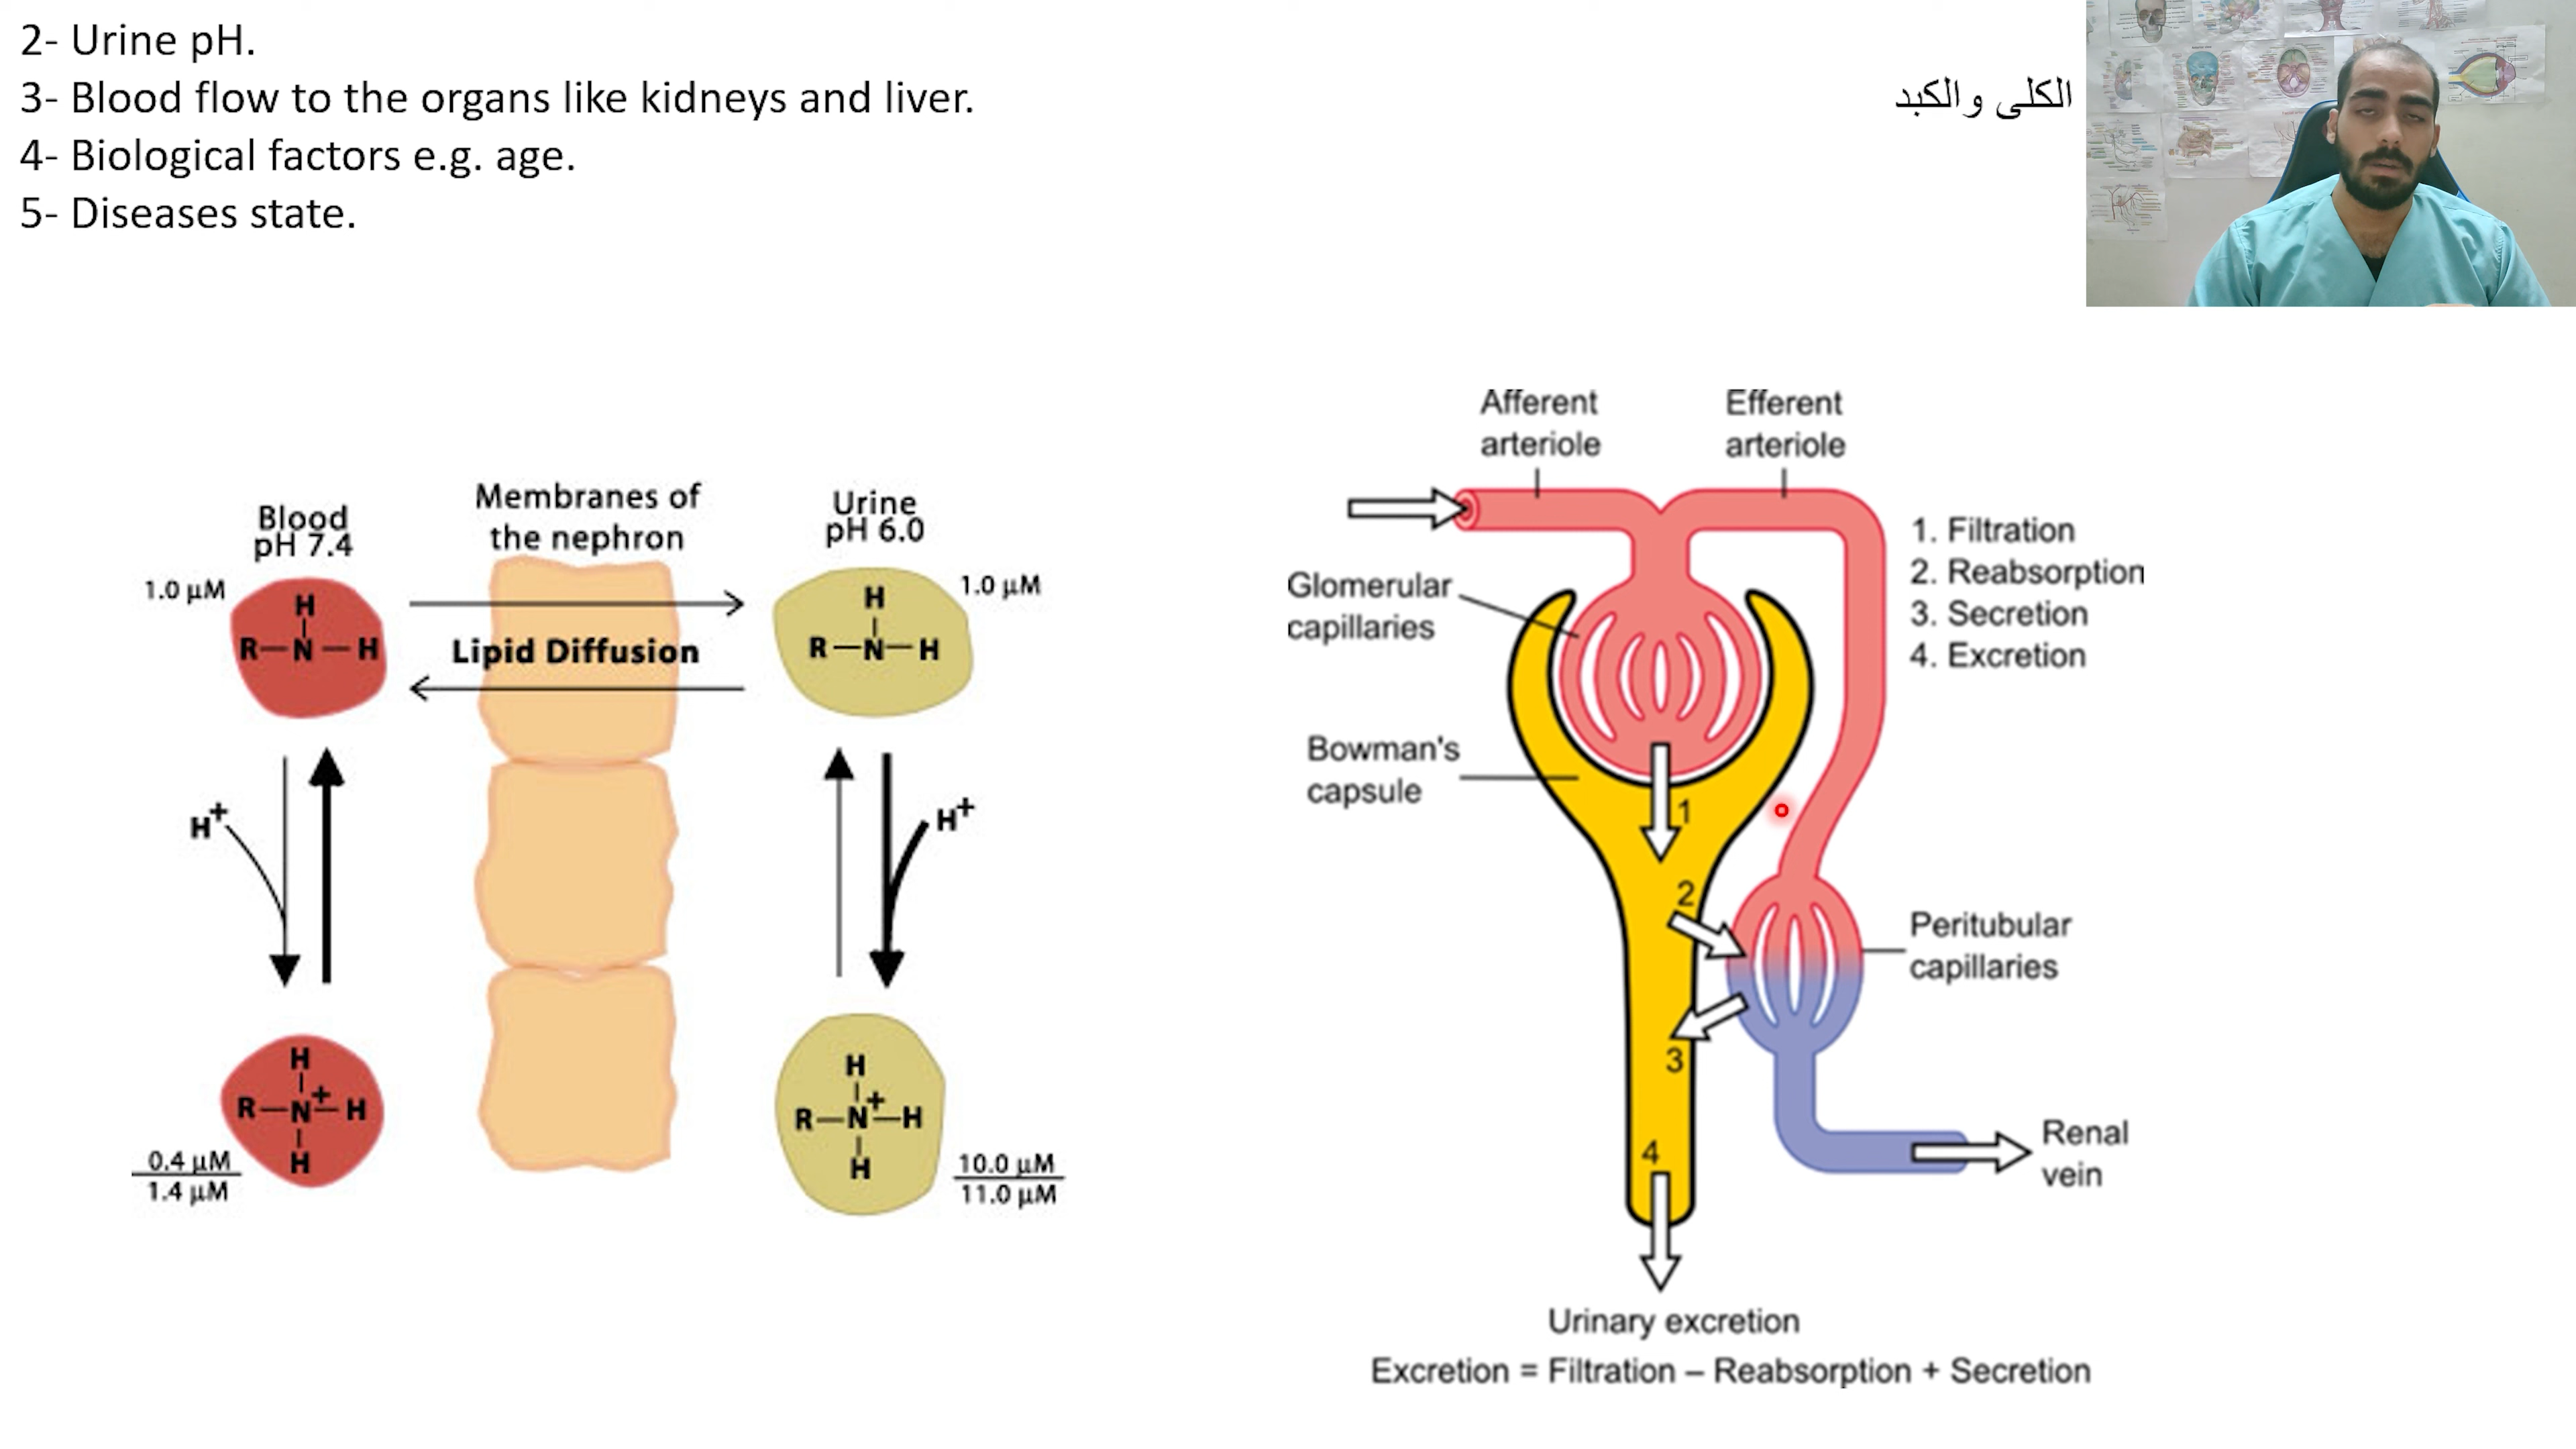 2- Urine pH.
3- Blood flow to the organs like kidneys and liver.
الكلى والكبد
4- Biological factors e.g. age.
5- Diseases state.
Blood
pH 7.4
Membranes of
the nephron
Urine
pH 6.0
1.0 µM
H
R—N—H
Lipid Diffusion
H
R—N—H
1.0 µM
H+
H+
H
R—N+—H
H
0.4 µM
1.4 µM
H
R—N+—H
H
10.0 µM
11.0 µM
Afferent
arteriole
Efferent
arteriole
1. Filtration
2. Reabsorption
3. Secretion
4. Excretion
Glomerular
capillaries
Bowman's
capsule
1
2
Peritubular
capillaries
3
4
Renal
vein
Urinary excretion
Excretion = Filtration – Reabsorption + Secretion